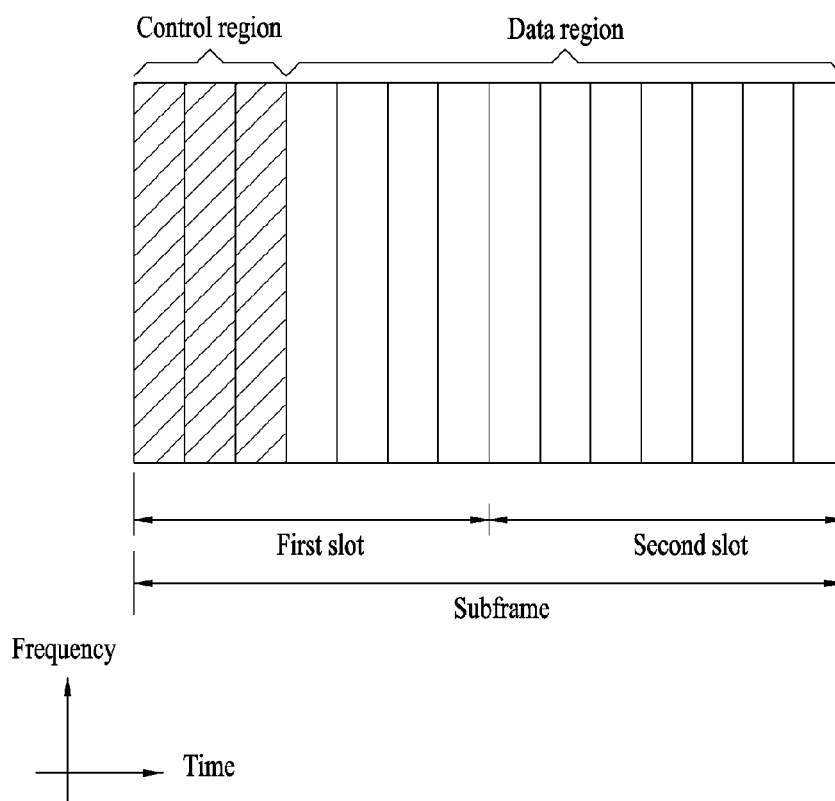 Control region
Data region
First slot
Second slot
Subframe
Frequency
Time